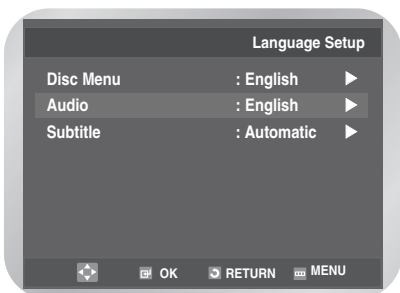 Language Setup
Disc Menu : English ►
Audio : English ►
Subtitle : Automatic ►
OK RETURN MENU